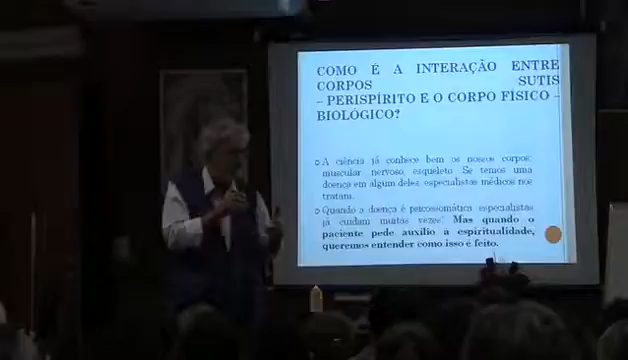 COMO É A INTERAÇÃO ENTRE
CORPOS SUTIS
– PERISPÍRITO E O CORPO FÍSICO –
BIOLÓGICO?
A ciência já conhece bem os nossos corpos:
muscular nervoso esqueleto. Se temos uma
doença em algum deles, especialistas médicos nos
tratam.
Quando a doença é psicossomática especialistas
já cuidam muitas vezes. Mas quando o
paciente pede auxílio a espiritualidade,
queremos entender como isso é feito.